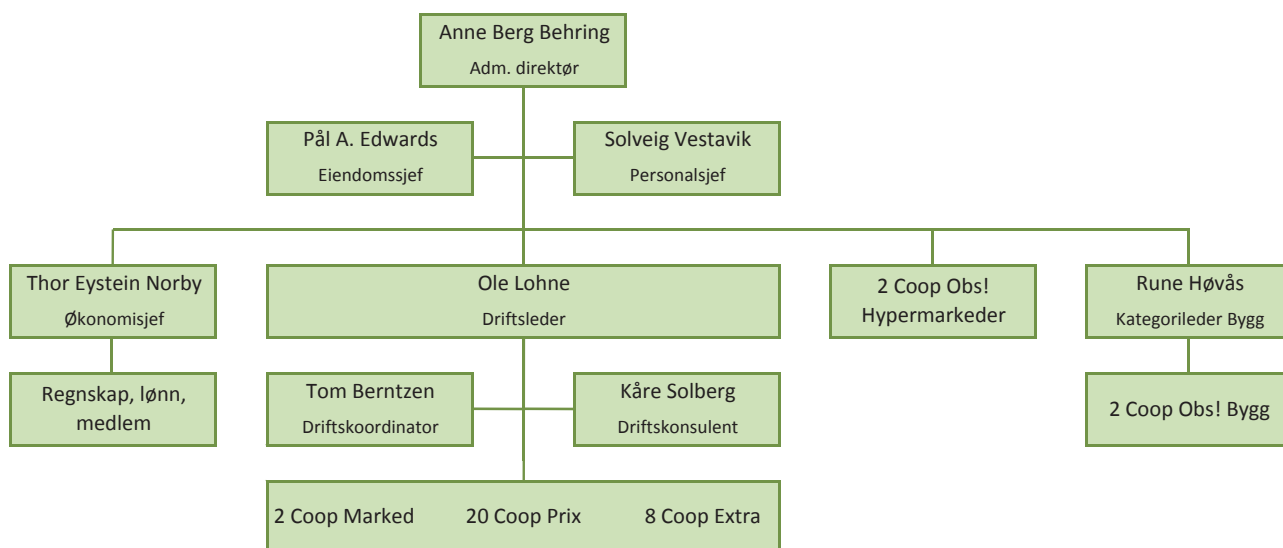 Anne Berg Behring
Adm. direktør
Pål A. Edwards
Eiendomssjef
Solveig Vestavik
Personalsjef
Thor Eystein Norby
Økonomisjef
Ole Lohne
Driftsleder
2 Coop Obs!
Hypermarkeder
Rune Høvås
Kategorileder Bygg
Regnskap, lønn,
medlem
Tom Berntzen
Driftskoordinator
Kåre Solberg
Driftskonsulent
2 Coop Obs! Bygg
2 Coop Marked 20 Coop Prix 8 Coop Extra